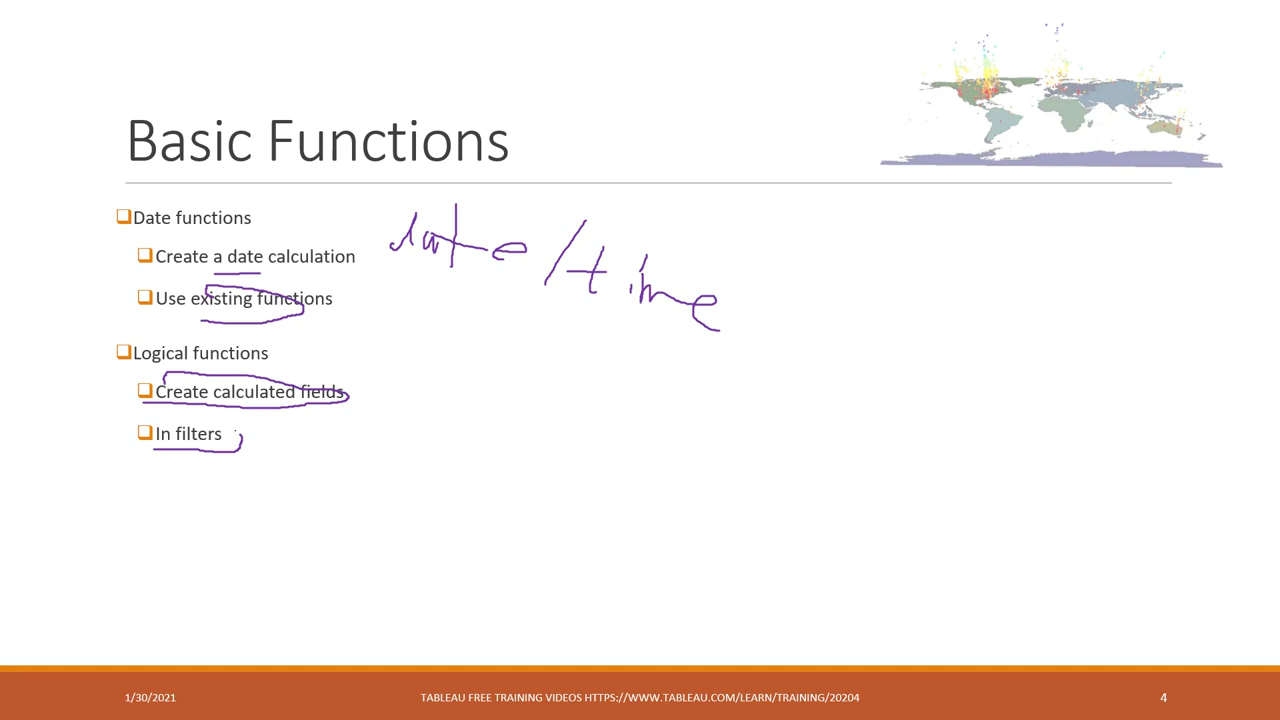 Basic Functions
Date functions
Create a date calculation
date/time
Use existing functions
Logical functions
Create calculated fields
In filters
1/30/2021 TABLEAU FREE TRAINING VIDEOS HTTPS://WWW.TABLEAU.COM/LEARN/TRAINING/20204 4